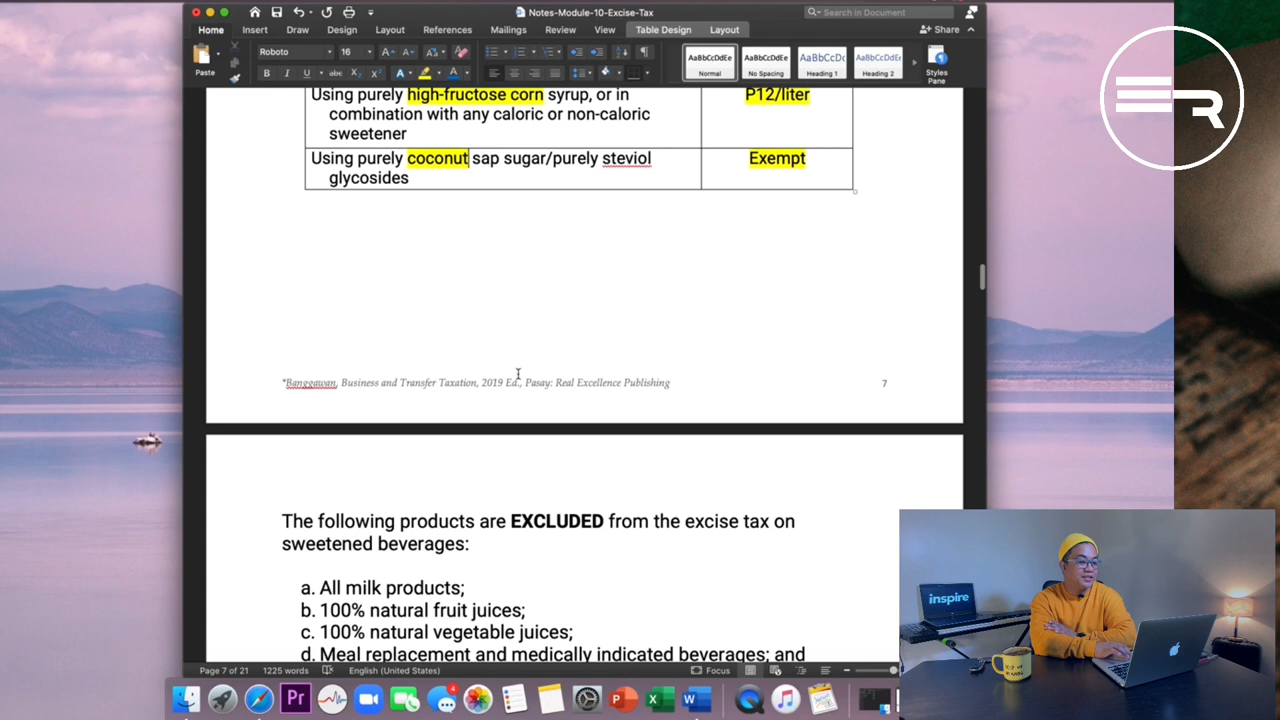 Notes-Module-10-Excise-Tax
Search in Document
Home Insert Draw Design Layout References Mailings Review View Table Design Layout
Share
Paste
Roboto 16
AaBbCcDdEe AaBbCcDdEe AaBbCcDc AaBbCcDdEe
Normal No Spacing Heading 1 Heading 2
Styles
Pane
Using purely high-fructose corn syrup, or in P12/liter
combination with any caloric or non-caloric
sweetener
Using purely coconut sap sugar/purely steviol Exempt
glycosides
*Banggawan, Business and Transfer Taxation, 2019 Ed., Pasay: Real Excellence Publishing 7
The following products are EXCLUDED from the excise tax on
sweetened beverages:
a. All milk products;
b. 100% natural fruit juices;
c. 100% natural vegetable juices;
d. Meal replacement and medically indicated beverages; and
Page 7 of 21 1225 words English (United States) Focus
inspire
ER